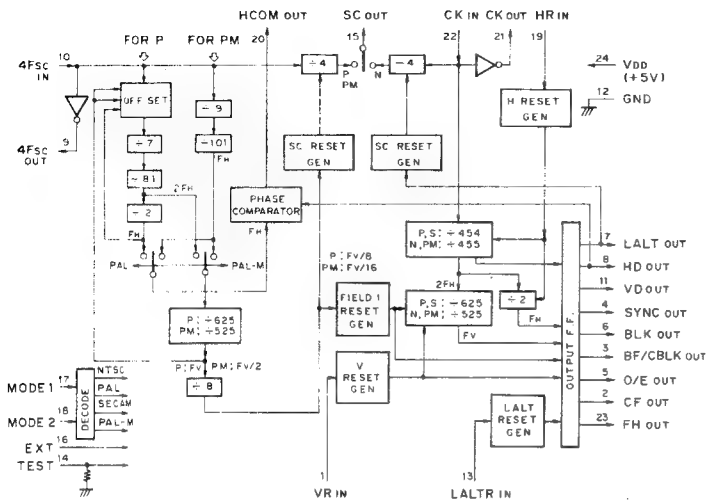 HCOM OUT SC OUT CK IN CK OUT HR IN
20 15 22 21 19
10 FOR P FOR PM
4FSC IN
÷4 P PM N -4
24 VDD (+5V)
12 GND
OFF SET
÷9
H RESET GEN
9
4FSC OUT
÷7
-101
FH
SC RESET GEN
SC RESET GEN
-81
2FH
-2
FH
PHASE COMPARATOR
FH
P,S: ÷454
N,PM: ÷455
17 LALT OUT
8 HD OUT
PAL PAL-M
P:FV/8
PM:FV/16
2FH
÷2
FH
11 VD OUT
P: ÷625
PM: ÷525
FIELD 1 RESET GEN
P,S: ÷625
N,PM: ÷525
FV
4 SYNC OUT
6 BLK OUT
OUTPUT F.F.
3 BF/CBLK OUT
P:FV PM:FV/2
÷8
V RESET GEN
5 O/E OUT
2 CF OUT
MODE 1 17
MODE 2 18
DECODE
NTSC
PAL
SECAM
PAL-M
LALT RESET GEN
23 FH OUT
EXT 16
TEST 14
1
VR IN
13
LALTR IN